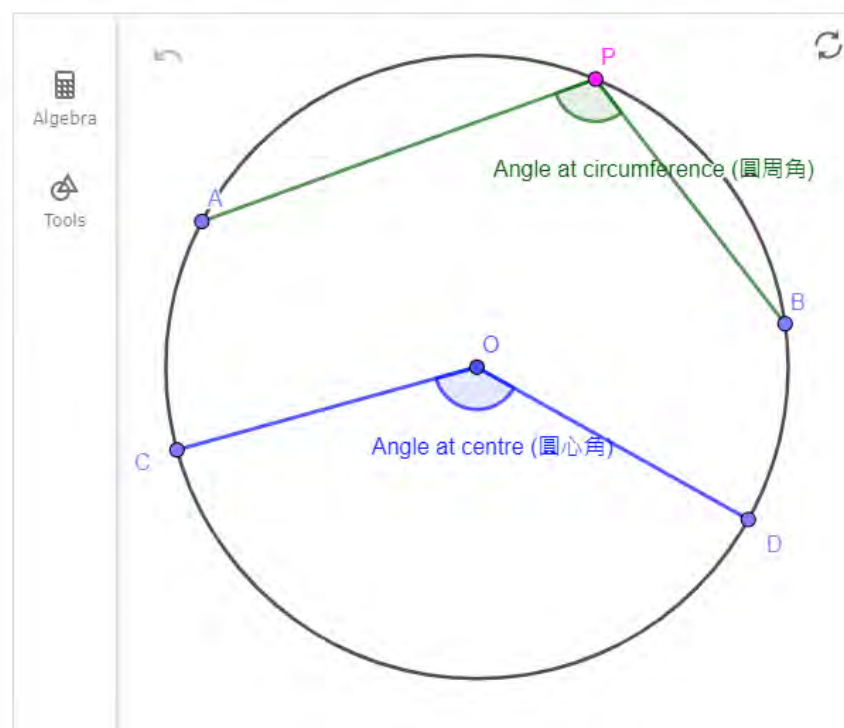 P
Algebra
Angle at circumference (圓周角)
A
Tools
B
O
Angle at centre (圓心角)
C
D